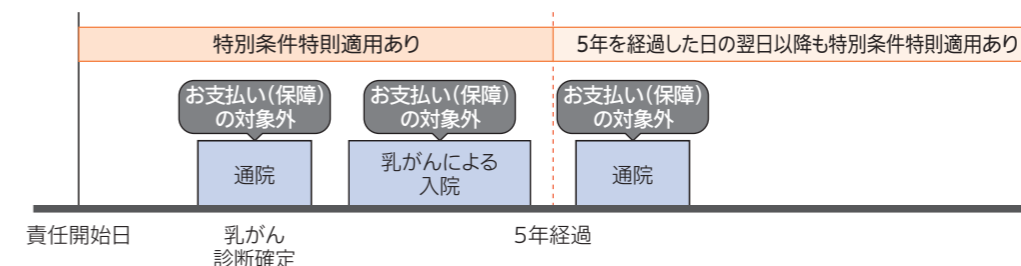 特別条件特則適用あり
5年を経過した日の翌日以降も特別条件特則適用あり
お支払い(保障)
の対象外
お支払い(保障)
の対象外
お支払い(保障)
の対象外
通院
乳がんによる
入院
通院
責任開始日
乳がん
診断確定
5年経過